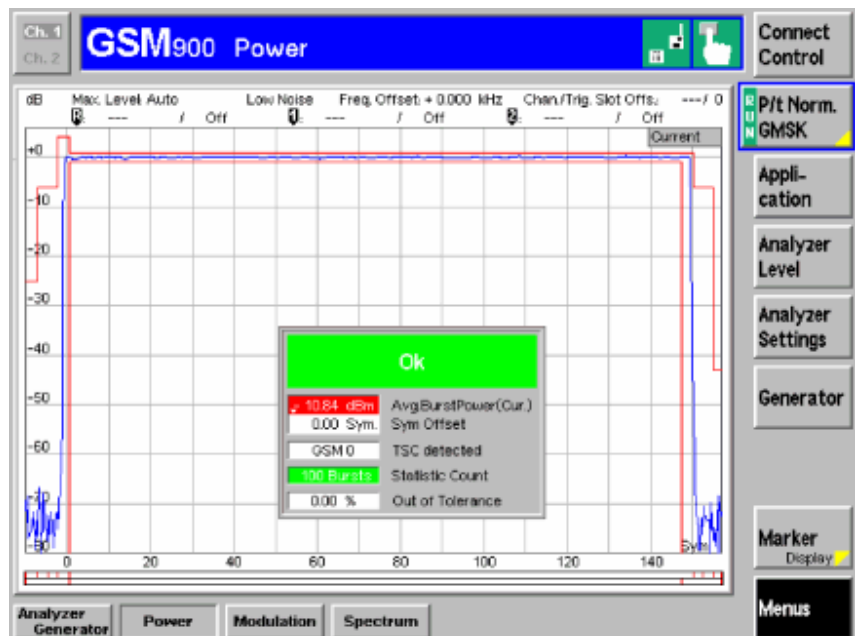 Ch. 1
Ch. 2
GSM900 Power
Connect
Control
dB Max. Level: Auto Low Noise Freq. Offset: + 0.000 kHz Chan./Trig. Slot Offs.: ---/ 0
--- / Off --- / Off --- / Off
Current
RUN
P/t Norm.
GMSK
Appli-
cation
Analyzer
Level
Analyzer
Settings
Generator
+0
-10
-20
-30
-40
-50
-60
-70
-80
Ok
10.84 dBm AvgBurstPower(Cur.)
0.00 Sym. Sym Offset
GSM 0 TSC detected
100 Bursts Statistic Count
0.00 % Out of Tolerance
0 20 40 60 80 100 120 140 Sym
Marker
Display
Analyzer
Generator
Power
Modulation
Spectrum
Menus